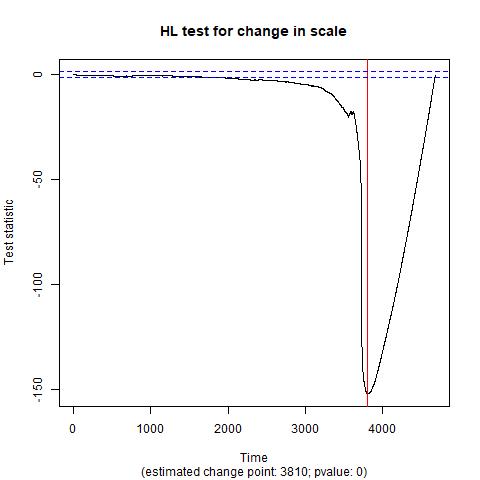 HL test for change in scale
Test statistic
0
-50
-100
-150
0 1000 2000 3000 4000
Time
(estimated change point: 3810; pvalue: 0)